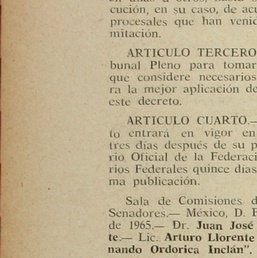 cución, en su caso, de acu
procesales que han venic
mitación.
ARTICULO TERCERO
bunal Pleno para tomar
que considere necesarios
ra la mejor aplicación de
este decreto.
ARTICULO CUARTO.—
to entrará en vigor en
tres días después de su p
rio Oficial de la Federaci
rios Federales quince días
ma publicación.
Sala de Comisiones d
Senadores.— México, D. F
de 1965.— Dr. Juan José
te.— Lic. Arturo Llorente
nando Ordorica Inclán".